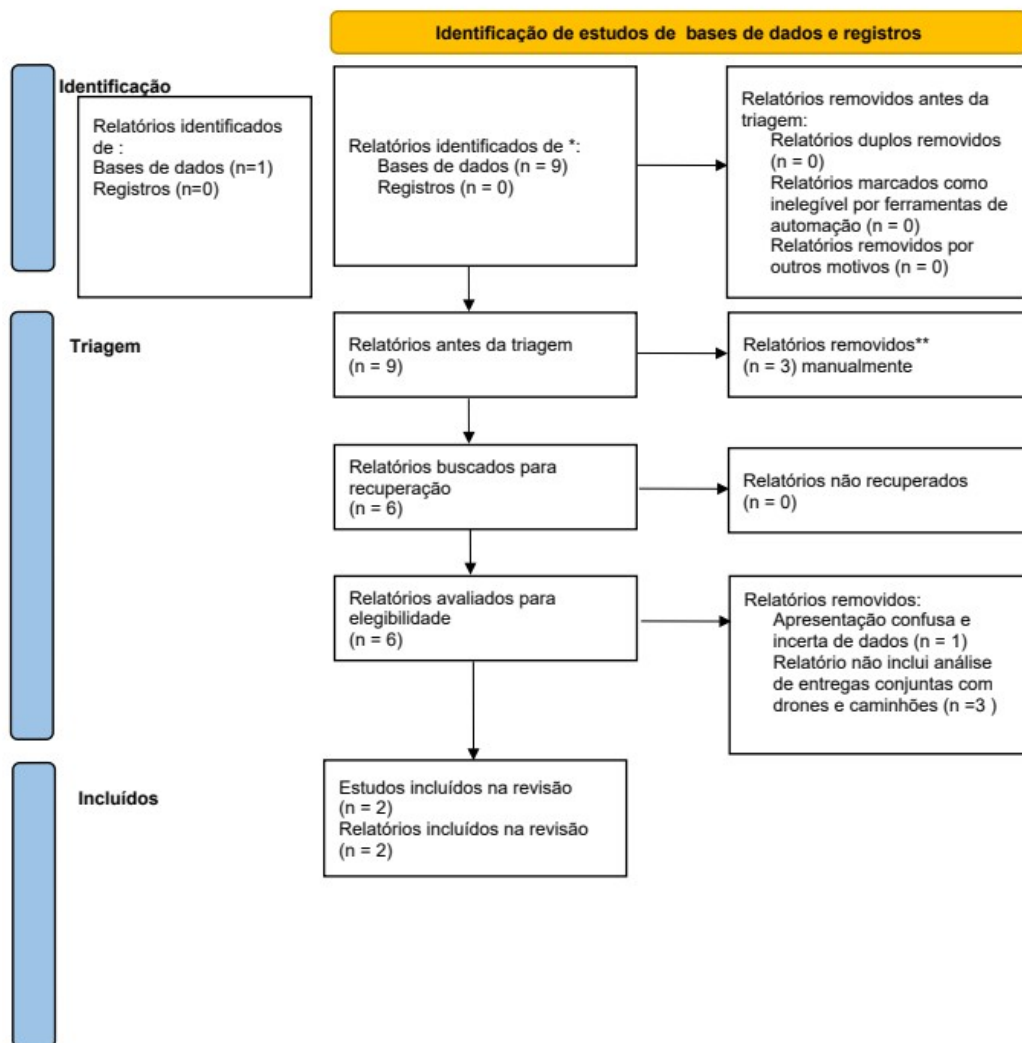 Identificação de estudos de bases de dados e registros
Identificação
Relatórios identificados
de :
Bases de dados (n=1)
Registros (n=0)
Relatórios identificados de *:
Bases de dados (n = 9)
Registros (n = 0)
Relatórios removidos antes da
triagem:
Relatórios duplos removidos
(n = 0)
Relatórios marcados como
inelegível por ferramentas de
automação (n = 0)
Relatórios removidos por
outros motivos (n = 0)
Triagem
Relatórios antes da triagem
(n = 9)
Relatórios removidos**
(n = 3) manualmente
Relatórios buscados para
recuperação
(n = 6)
Relatórios não recuperados
(n = 0)
Relatórios avaliados para
elegibilidade
(n = 6)
Relatórios removidos:
Apresentação confusa e
incerta de dados (n = 1)
Relatório não inclui análise
de entregas conjuntas com
drones e caminhões (n =3 )
Incluídos
Estudos incluídos na revisão
(n = 2)
Relatórios incluídos na revisão
(n = 2)